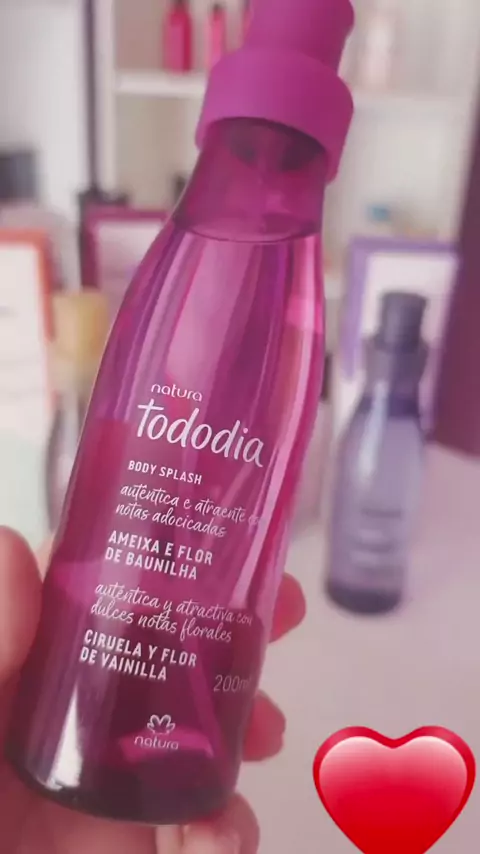 natura
tododia
BODY SPLASH
autêntica e atraente
notas adocicadas
AMEIXA E FLOR
DE BAUNILHA
auténtica y atractiva con
dulces notas florales
CIRUELA Y FLOR
DE VAINILLA
200ml
natura